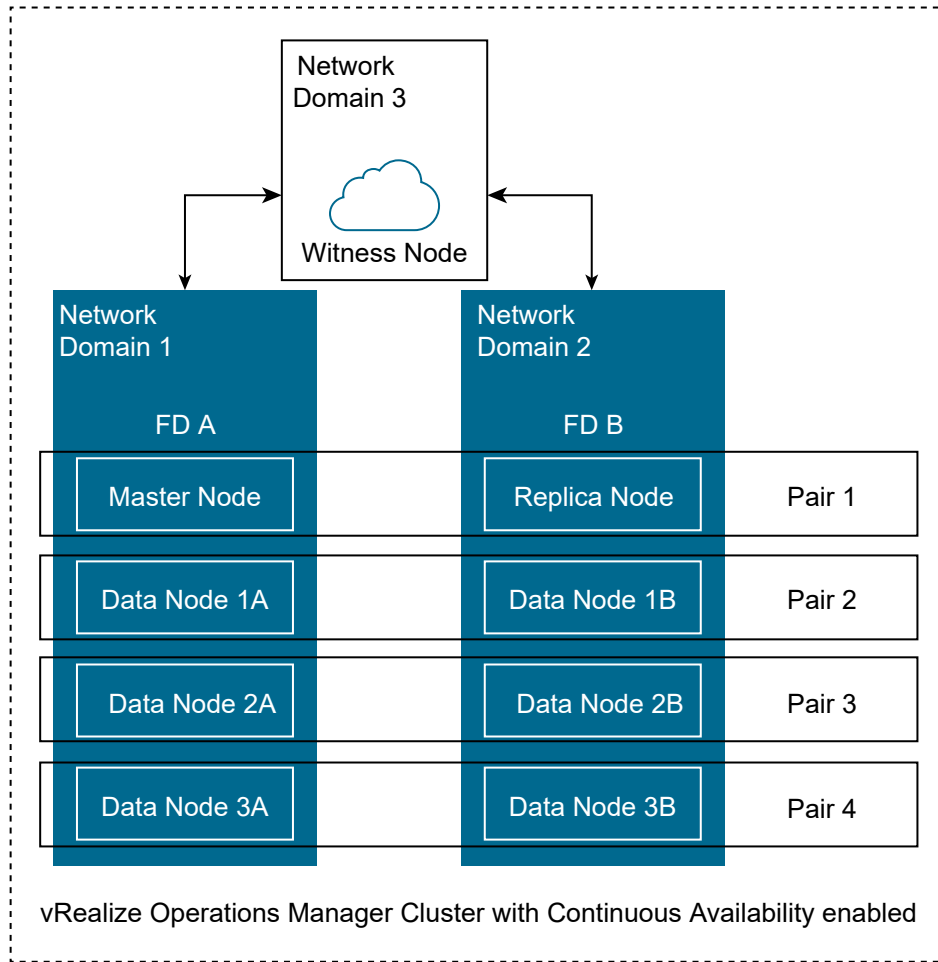 Network
Domain 3
Witness Node
Network
Domain 1
Network
Domain 2
FD A
FD B
Master Node
Replica Node
Pair 1
Data Node 1A
Data Node 1B
Pair 2
Data Node 2A
Data Node 2B
Pair 3
Data Node 3A
Data Node 3B
Pair 4
vRealize Operations Manager Cluster with Continuous Availability enabled